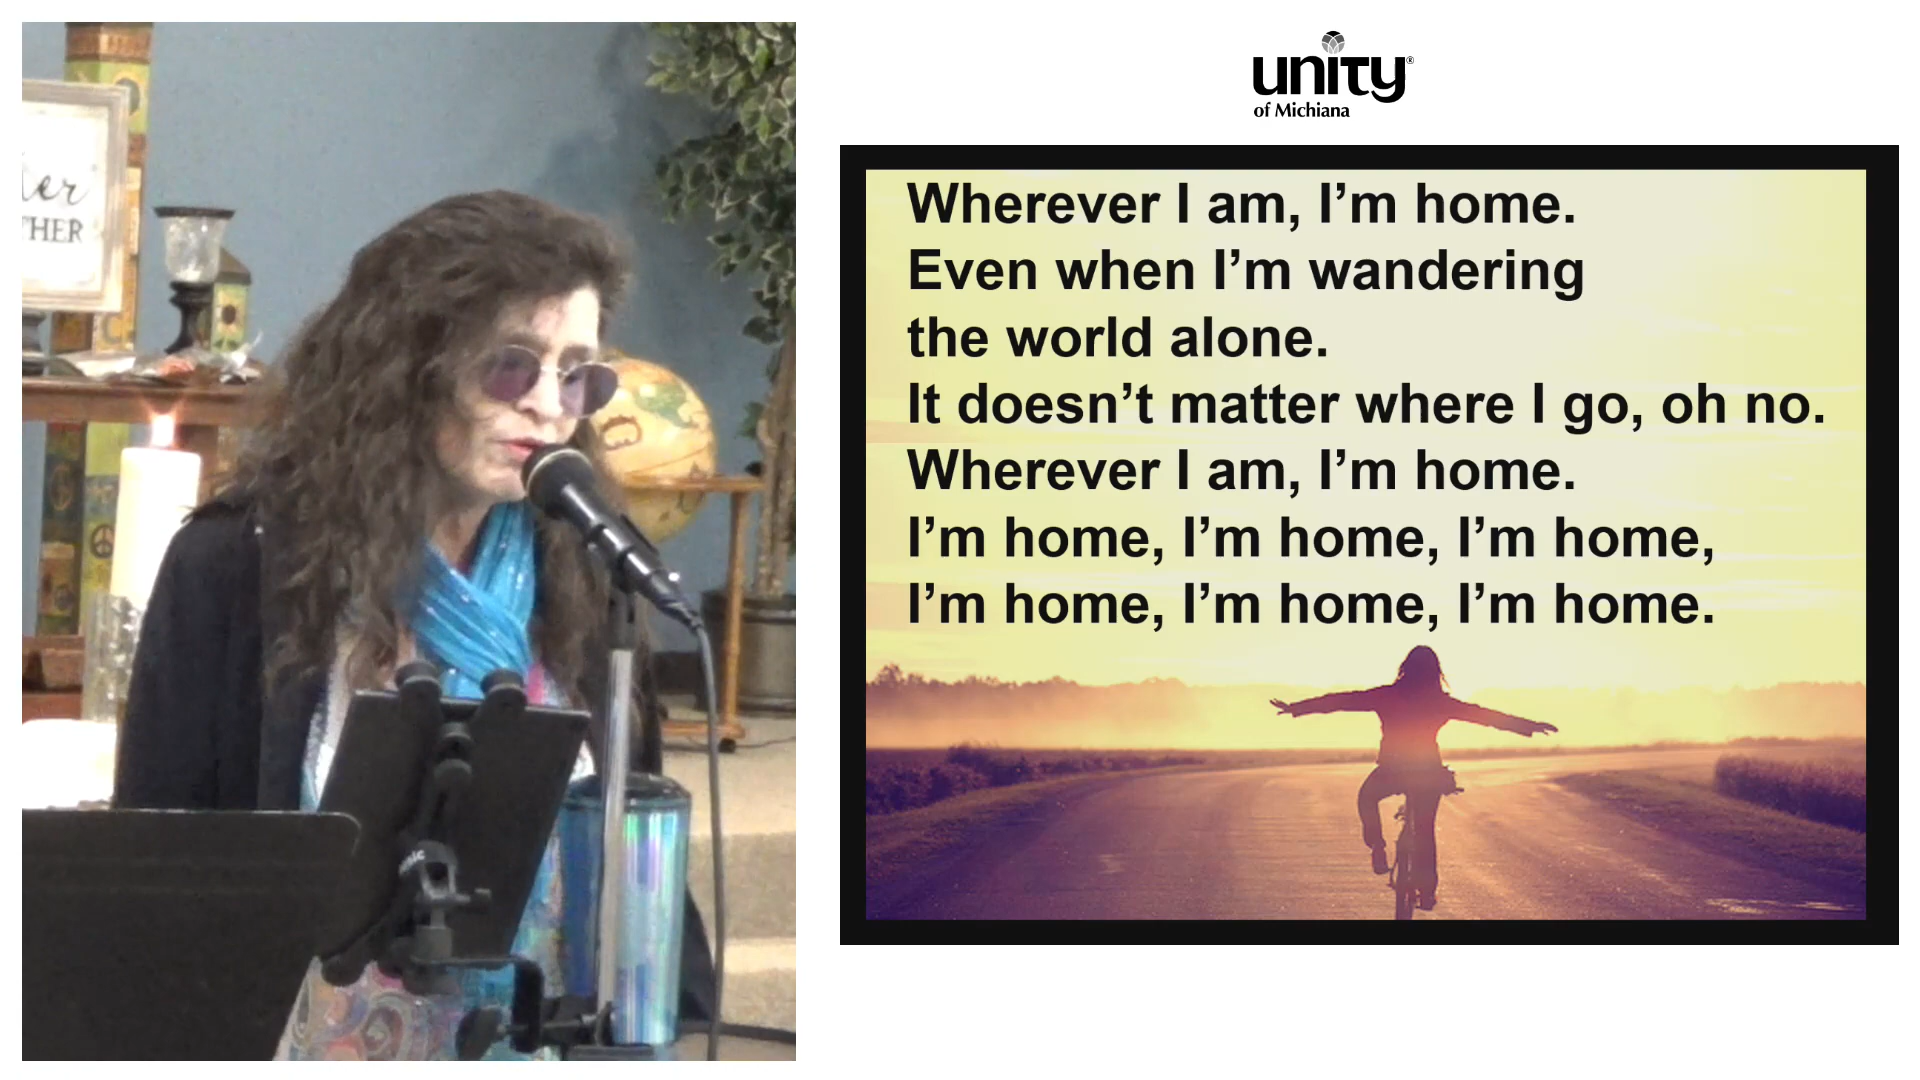 unity®
of Michiana
Wherever I am, I’m home.
Even when I’m wandering
the world alone.
It doesn’t matter where I go, oh no.
Wherever I am, I’m home.
I’m home, I’m home, I’m home,
I’m home, I’m home, I’m home.